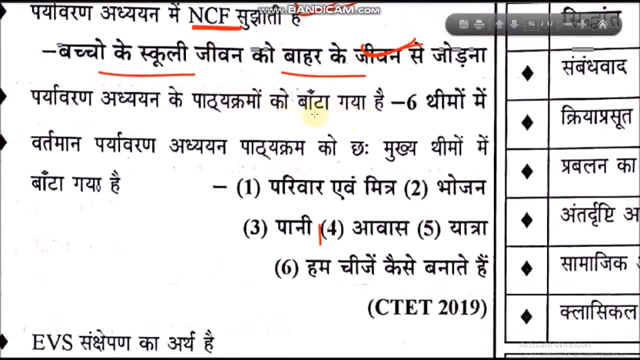 WWW.BANDICAM.COM
पर्यावरण अध्ययन में NCF सुझाता है
–बच्चो के स्कूली जीवन को बाहर के जीवन से जोड़ना
पर्यावरण अध्ययन के पाठ्यक्रमों को बाँटा गया है –6 थीमों में
वर्तमान पर्यावरण अध्ययन पाठ्यक्रम को छः मुख्य थीमों में
बाँटा गया है – (1) परिवार एवं मित्र (2) भोजन
(3) पानी (4) आवास (5) यात्रा
(6) हम चीजें कैसे बनाते हैं
(CTET 2019)
EVS संक्षेपण का अर्थ है
सिद्धांत
संबंधवाद
क्रियाप्रसूत
प्रबलन का
अंतर्दृष्टि
सामाजिक
क्लासिकल